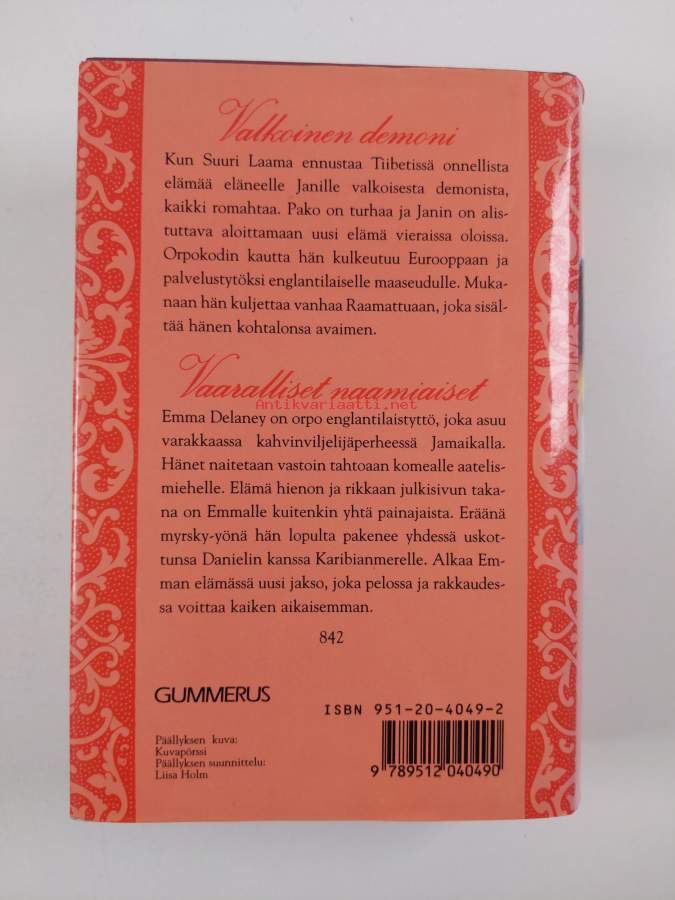 Valkoinen demoni
Kun Suuri Laama ennustaa Tiibetissä onnellista
elämää eläneelle Janille valkoisesta demonista,
kaikki romahtaa. Pako on turhaa ja Janin on alis-
tuttava aloittamaan uusi elämä vieraissa oloissa.
Orpokodin kautta hän kulkeutuu Eurooppaan ja
palvelustytöksi englantilaiselle maaseudulle. Muka-
naan hän kuljettaa vanhaa Raamattuaan, joka sisäl-
tää hänen kohtalonsa avaimen.
Vaaralliset naamiaiset
Antikvariaatti.net
Emma Delaney on orpo englantilaistyttö, joka asuu
varakkaassa kahvinviljelijäperheessä Jamaikalla.
Hänet naitetaan vastoin tahtoaan komealle aatelis-
miehelle. Elämä hienon ja rikkaan julkisivun taka-
na on Emmalle kuitenkin yhtä painajaista. Eräänä
myrsky-yönä hän lopulta pakenee yhdessä uskot-
tunsa Danielin kanssa Karibianmerelle. Alkaa Em-
man elämässä uusi jakso, joka pelossa ja rakkaudes-
sa voittaa kaiken aikaisemman.
842
GUMMERUS
ISBN 951-20-4049-2
Päällyksen kuva:
Kuvapörssi
Päällyksen suunnittelu:
Liisa Holm
9 789512 040490